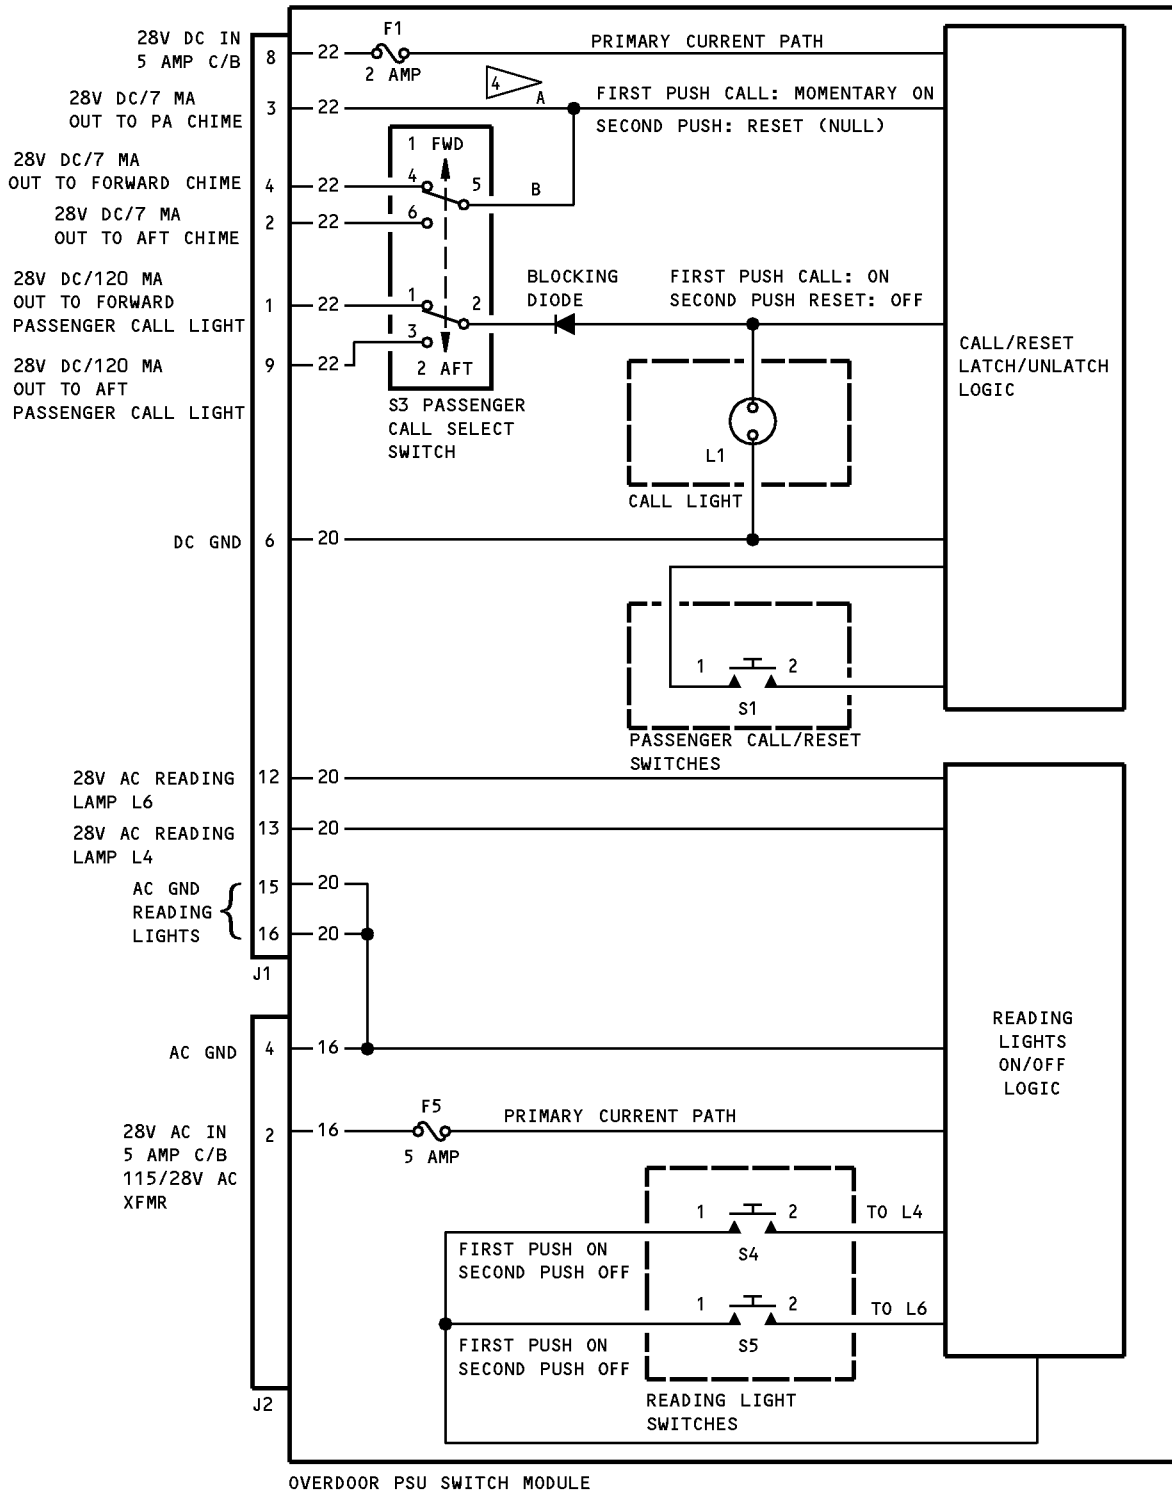 28V DC IN
5 AMP C/B
8
22
F1
2 AMP
PRIMARY CURRENT PATH
4
A
28V DC/7 MA
OUT TO PA CHIME
3
22
FIRST PUSH CALL: MOMENTARY ON
SECOND PUSH: RESET (NULL)
1 FWD
28V DC/7 MA
OUT TO FORWARD CHIME
4
22
4
5
B
28V DC/7 MA
OUT TO AFT CHIME
2
22
6
28V DC/120 MA
OUT TO FORWARD
PASSENGER CALL LIGHT
1
22
1
2
BLOCKING
DIODE
FIRST PUSH CALL: ON
SECOND PUSH RESET: OFF
28V DC/120 MA
OUT TO AFT
PASSENGER CALL LIGHT
9
22
3
2 AFT
S3 PASSENGER
CALL SELECT
SWITCH
CALL/RESET
LATCH/UNLATCH
LOGIC
L1
CALL LIGHT
DC GND
6
20
1
2
S1
PASSENGER CALL/RESET
SWITCHES
28V AC READING
LAMP L6
12
20
28V AC READING
LAMP L4
13
20
AC GND
READING
LIGHTS
15
20
16
20
J1
READING
LIGHTS
ON/OFF
LOGIC
AC GND
4
16
28V AC IN
5 AMP C/B
115/28V AC
XFMR
2
16
F5
5 AMP
PRIMARY CURRENT PATH
1
2
TO L4
S4
FIRST PUSH ON
SECOND PUSH OFF
1
2
TO L6
S5
FIRST PUSH ON
SECOND PUSH OFF
READING LIGHT
SWITCHES
J2
OVERDOOR PSU SWITCH MODULE